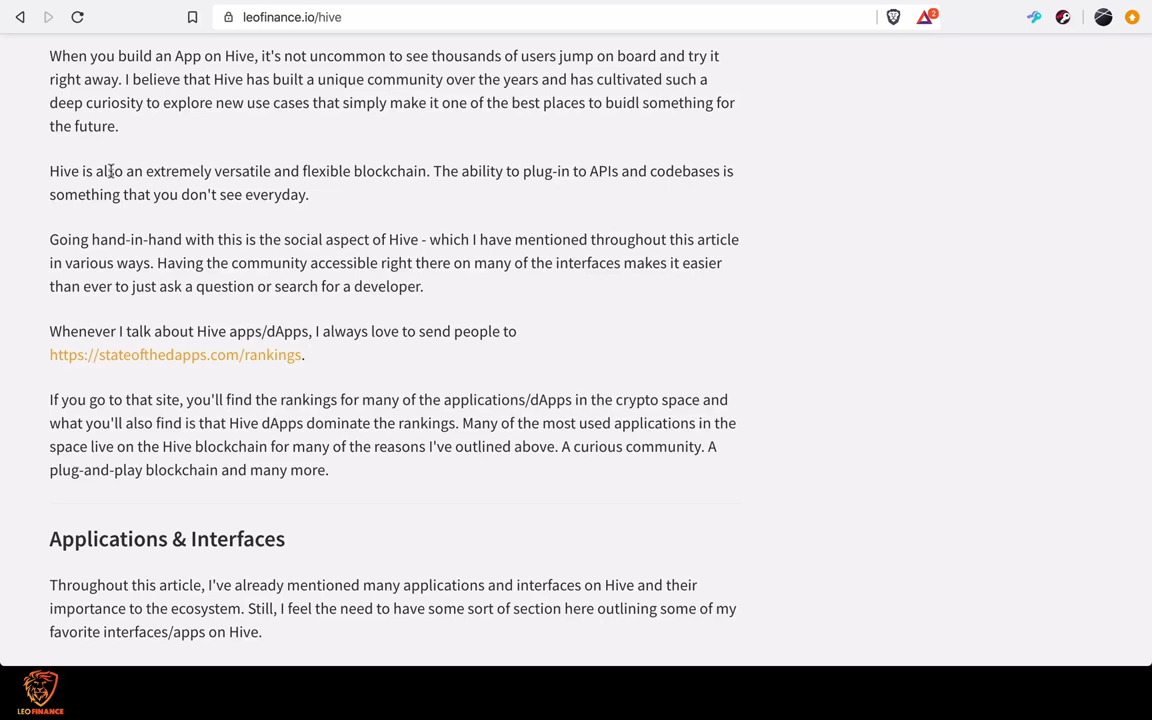 leofinance.io/hive
2
When you build an App on Hive, it's not uncommon to see thousands of users jump on board and try it
right away. I believe that Hive has built a unique community over the years and has cultivated such a
deep curiosity to explore new use cases that simply make it one of the best places to buidl something for
the future.
Hive is also an extremely versatile and flexible blockchain. The ability to plug-in to APIs and codebases is
something that you don't see everyday.
Going hand-in-hand with this is the social aspect of Hive - which I have mentioned throughout this article
in various ways. Having the community accessible right there on many of the interfaces makes it easier
than ever to just ask a question or search for a developer.
Whenever I talk about Hive apps/dApps, I always love to send people to
https://stateofthedapps.com/rankings.
If you go to that site, you'll find the rankings for many of the applications/dApps in the crypto space and
what you'll also find is that Hive dApps dominate the rankings. Many of the most used applications in the
space live on the Hive blockchain for many of the reasons I've outlined above. A curious community. A
plug-and-play blockchain and many more.
Applications & Interfaces
Throughout this article, I've already mentioned many applications and interfaces on Hive and their
importance to the ecosystem. Still, I feel the need to have some sort of section here outlining some of my
favorite interfaces/apps on Hive.
LEOFINANCE